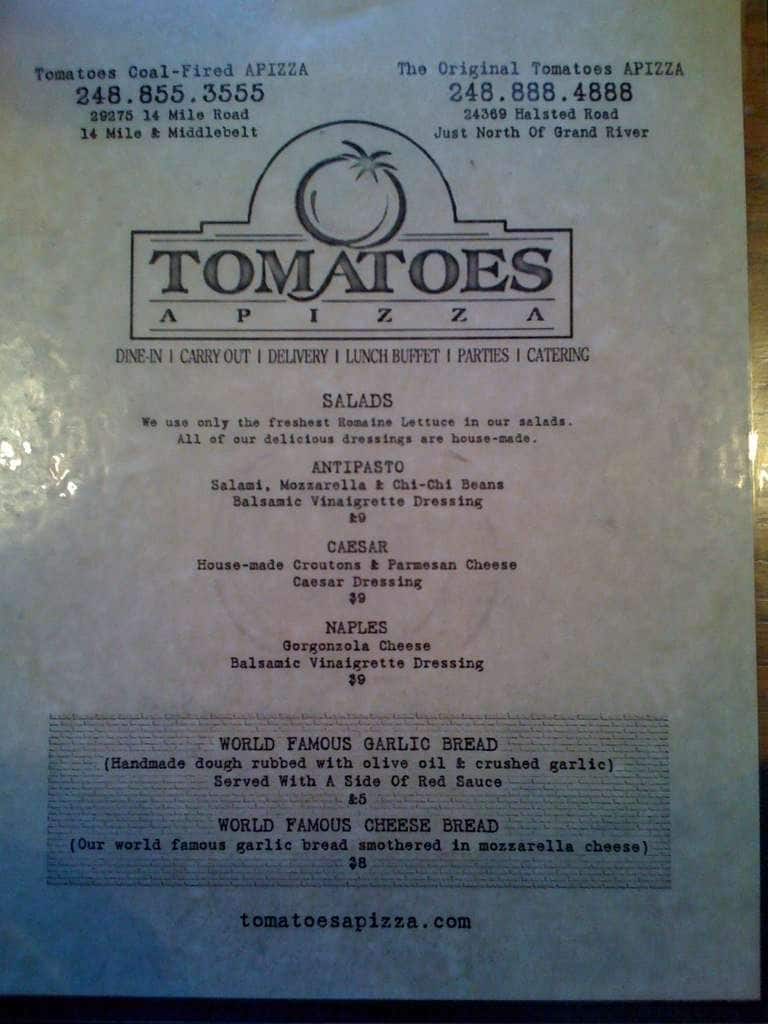 Tomatoes Coal-Fired APIZZA
248.855.3555
29275 14 Mile Road
14 Mile & Middlebelt
The Original Tomatoes APIZZA
248.888.4888
24369 Halsted Road
Just North Of Grand River
TOMATOES
APIZZA
DINE-IN | CARRY OUT | DELIVERY | LUNCH BUFFET | PARTIES | CATERING
SALADS
We use only the freshest Romaine Lettuce in our salads.
All of our delicious dressings are house-made.
ANTIPASTO
Salami, Mozzarella & Chi-Chi Beans
Balsamic Vinaigrette Dressing
$9
CAESAR
House-made Croutons & Parmesan Cheese
Caesar Dressing
$9
NAPLES
Gorgonzola Cheese
Balsamic Vinaigrette Dressing
$9
WORLD FAMOUS GARLIC BREAD
(Handmade dough rubbed with olive oil & crushed garlic)
Served With A Side Of Red Sauce
$5
WORLD FAMOUS CHEESE BREAD
(Our world famous garlic bread smothered in mozzarella cheese)
$8
tomatoesapizza.com